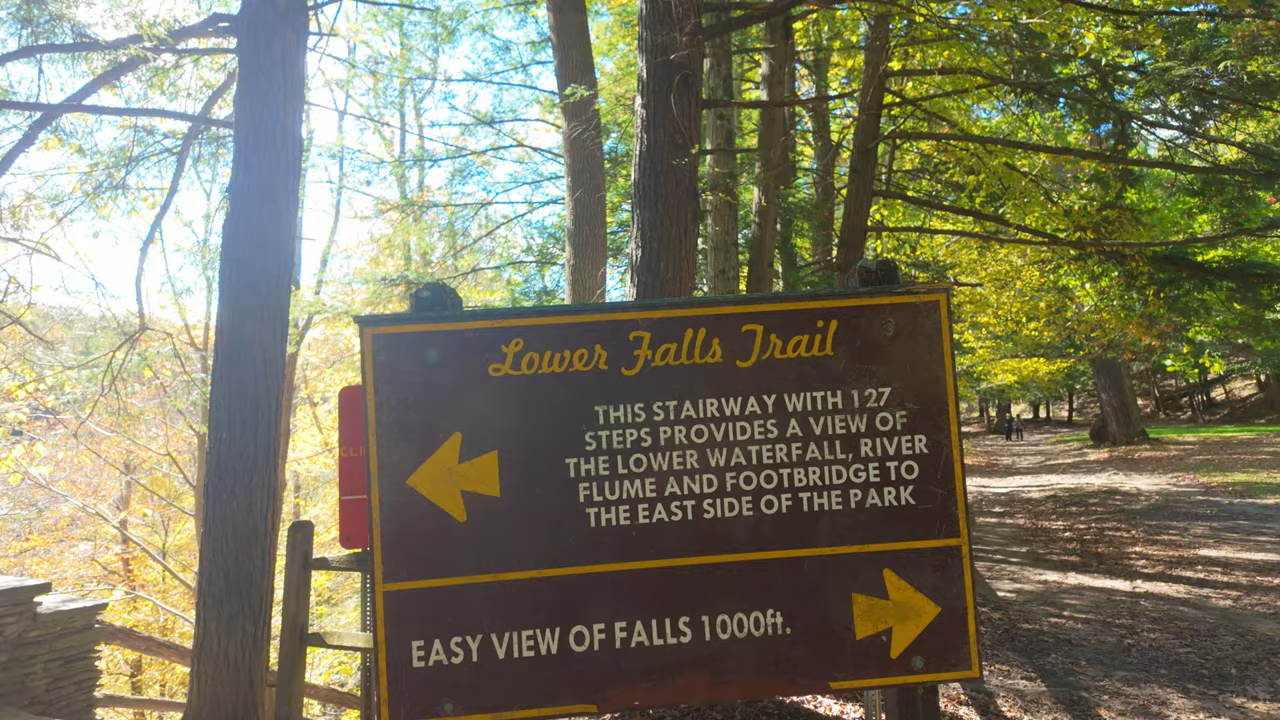 Lower Falls Trail
THIS STAIRWAY WITH 127
STEPS PROVIDES A VIEW OF
THE LOWER WATERFALL, RIVER
FLUME AND FOOTBRIDGE TO
THE EAST SIDE OF THE PARK
EASY VIEW OF FALLS 1000ft.